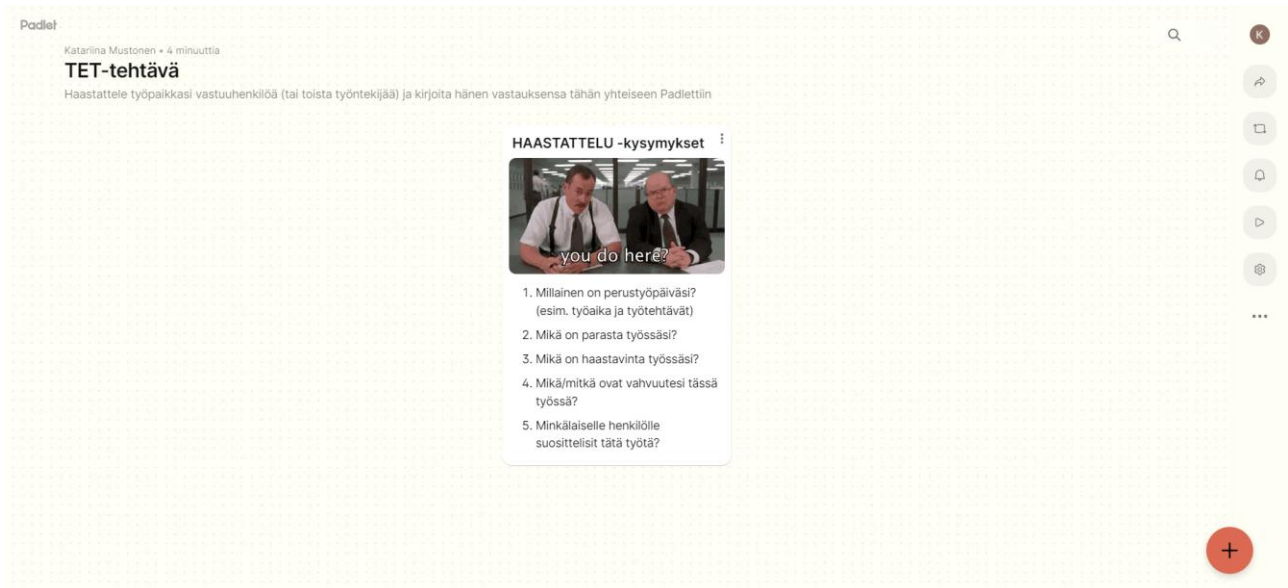 Padlet
Katariina Mustonen • 4 minuuttia
K
TET-tehtävä
Haastattele työpaikkasi vastuuhenkilöä (tai toista työntekijää) ja kirjoita hänen vastauksensa tähän yhteiseen Padlettiin
HAASTATTELU -kysymykset
you do here?
1. Millainen on perustyöpäiväsi?
(esim. työaika ja työtehtävät)
2. Mikä on parasta työssäsi?
3. Mikä on haastavinta työssäsi?
4. Mikä/mitkä ovat vahvuutesi tässä
työssä?
5. Minkälaiselle henkilölle
suosittelisit tätä työtä?